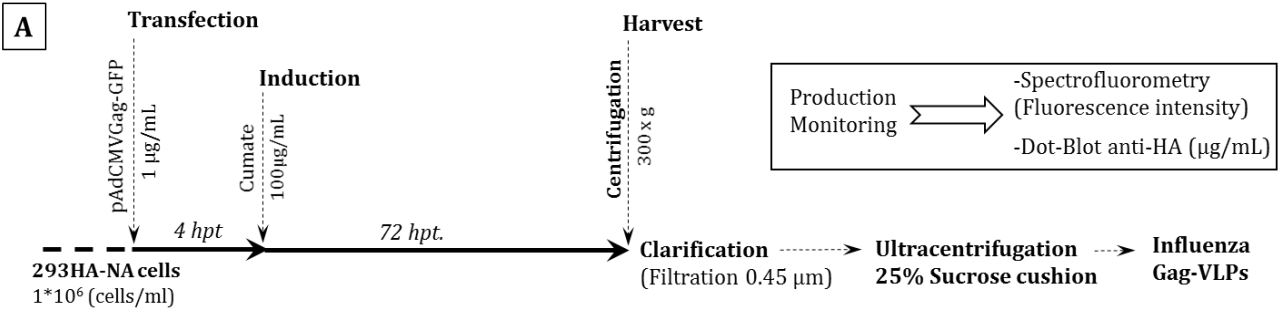 A
Transfection
pAdCMVGag-GFP
1 µg/mL
Induction
Cumate
100µg/mL
Harvest
Centrifugation
300 x g
Production
Monitoring
-Spectrofluorometry
(Fluorescence intensity)
-Dot-Blot anti-HA (µg/mL)
4 hpt
72 hpt.
293HA-NA cells
1*10⁶ (cells/ml)
Clarification
(Filtration 0.45 µm)
Ultracentrifugation
25% Sucrose cushion
Influenza
Gag-VLPs